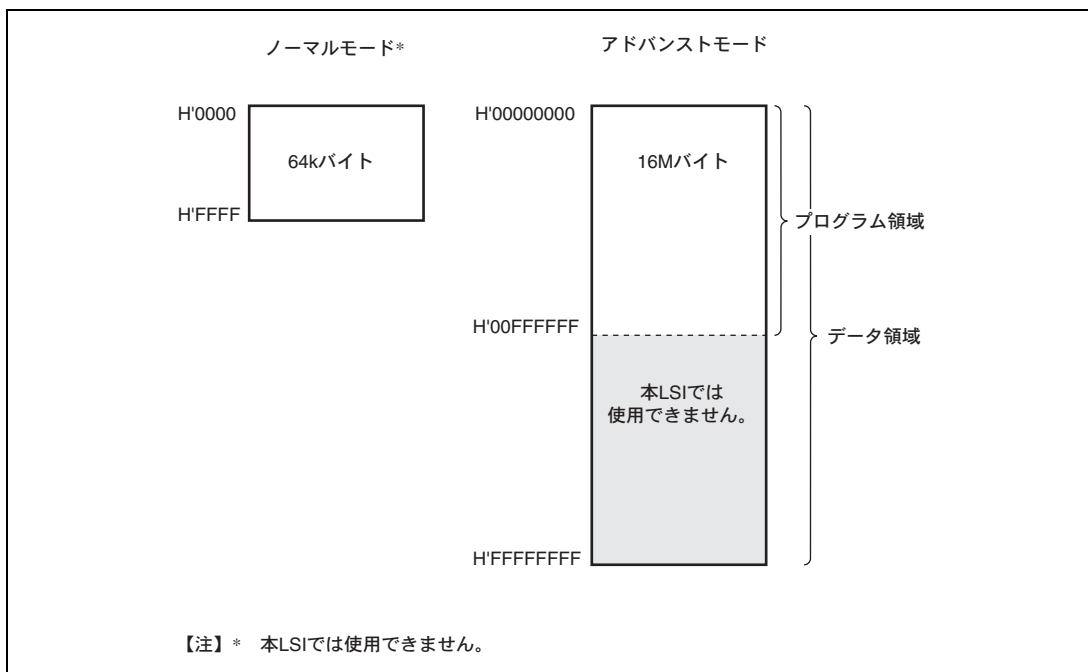 ノーマルモード*
アドバンストモード
H'0000
64kバイト
H'FFFF
H'00000000
16Mバイト
プログラム領域
H'00FFFFFF
データ領域
本LSIでは
使用できません。
H'FFFFFFFF
【注】* 本LSIでは使用できません。